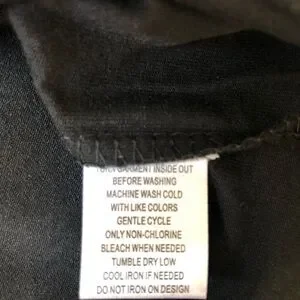 TURN GARMENT INSIDE OUT
BEFORE WASHING
MACHINE WASH COLD
WITH LIKE COLORS
GENTLE CYCLE
ONLY NON-CHLORINE
BLEACH WHEN NEEDED
TUMBLE DRY LOW
COOL IRON IF NEEDED
DO NOT IRON ON DESIGN